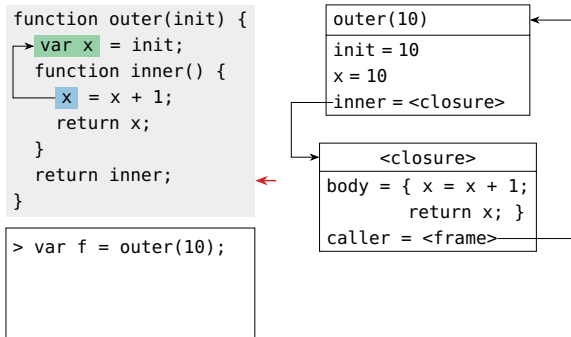 function outer(init) {
var x = init;
function inner() {
x = x + 1;
return x;
}
return inner;
}
> var f = outer(10);
outer(10)
init = 10
x = 10
inner = <closure>
<closure>
body = { x = x + 1;
return x; }
caller = <frame>